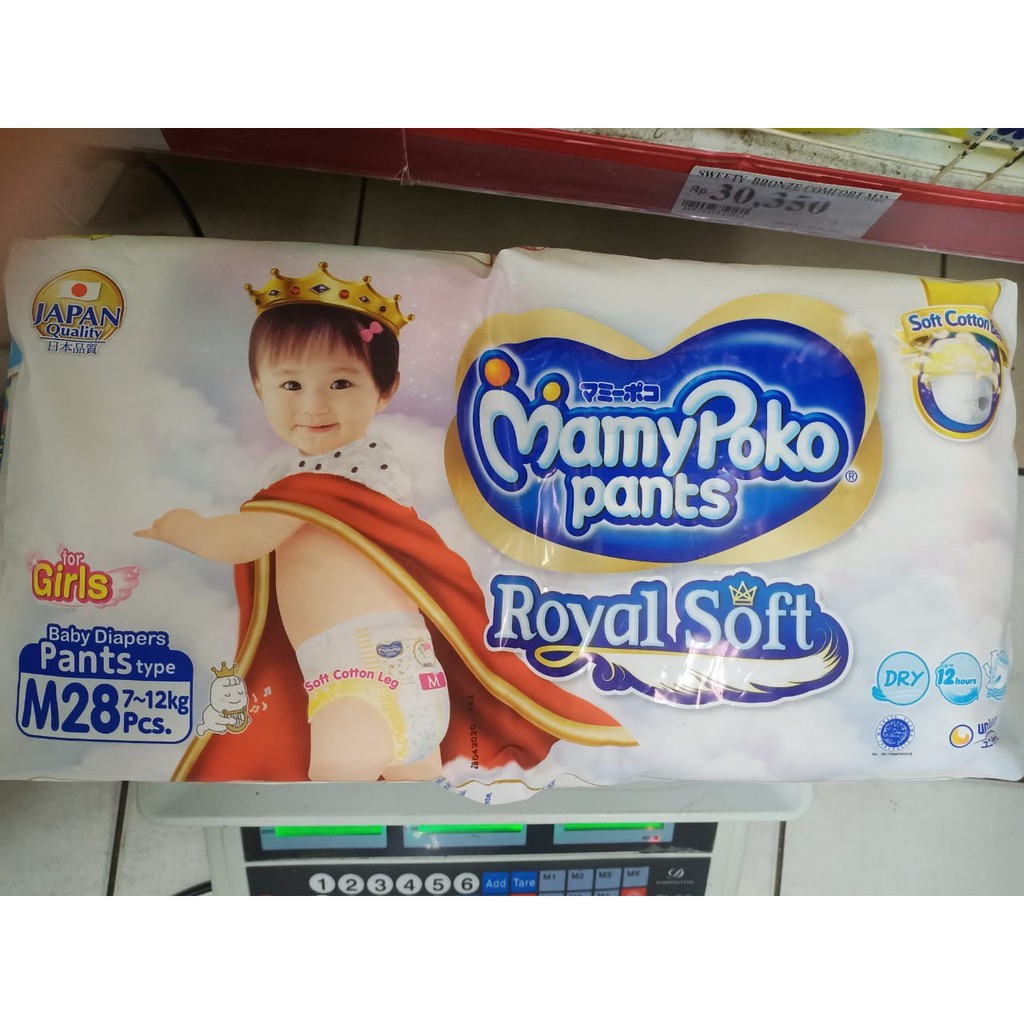 SWEETY BRONZE COMFORT M32
Rp 30,350
JAPAN
Quality
日本品質
Soft Cotton
マミーポコ
MamyPoko
pants
®
Royal Soft
for
Girls
Baby Diapers
Pants type
M28
7~12kg
Pcs.
MamyPoko
Soft Cotton Leg
M
28042020
DRY
12 hours
1 2 3 4 5 6
Add
Tare
M1
M2
M3